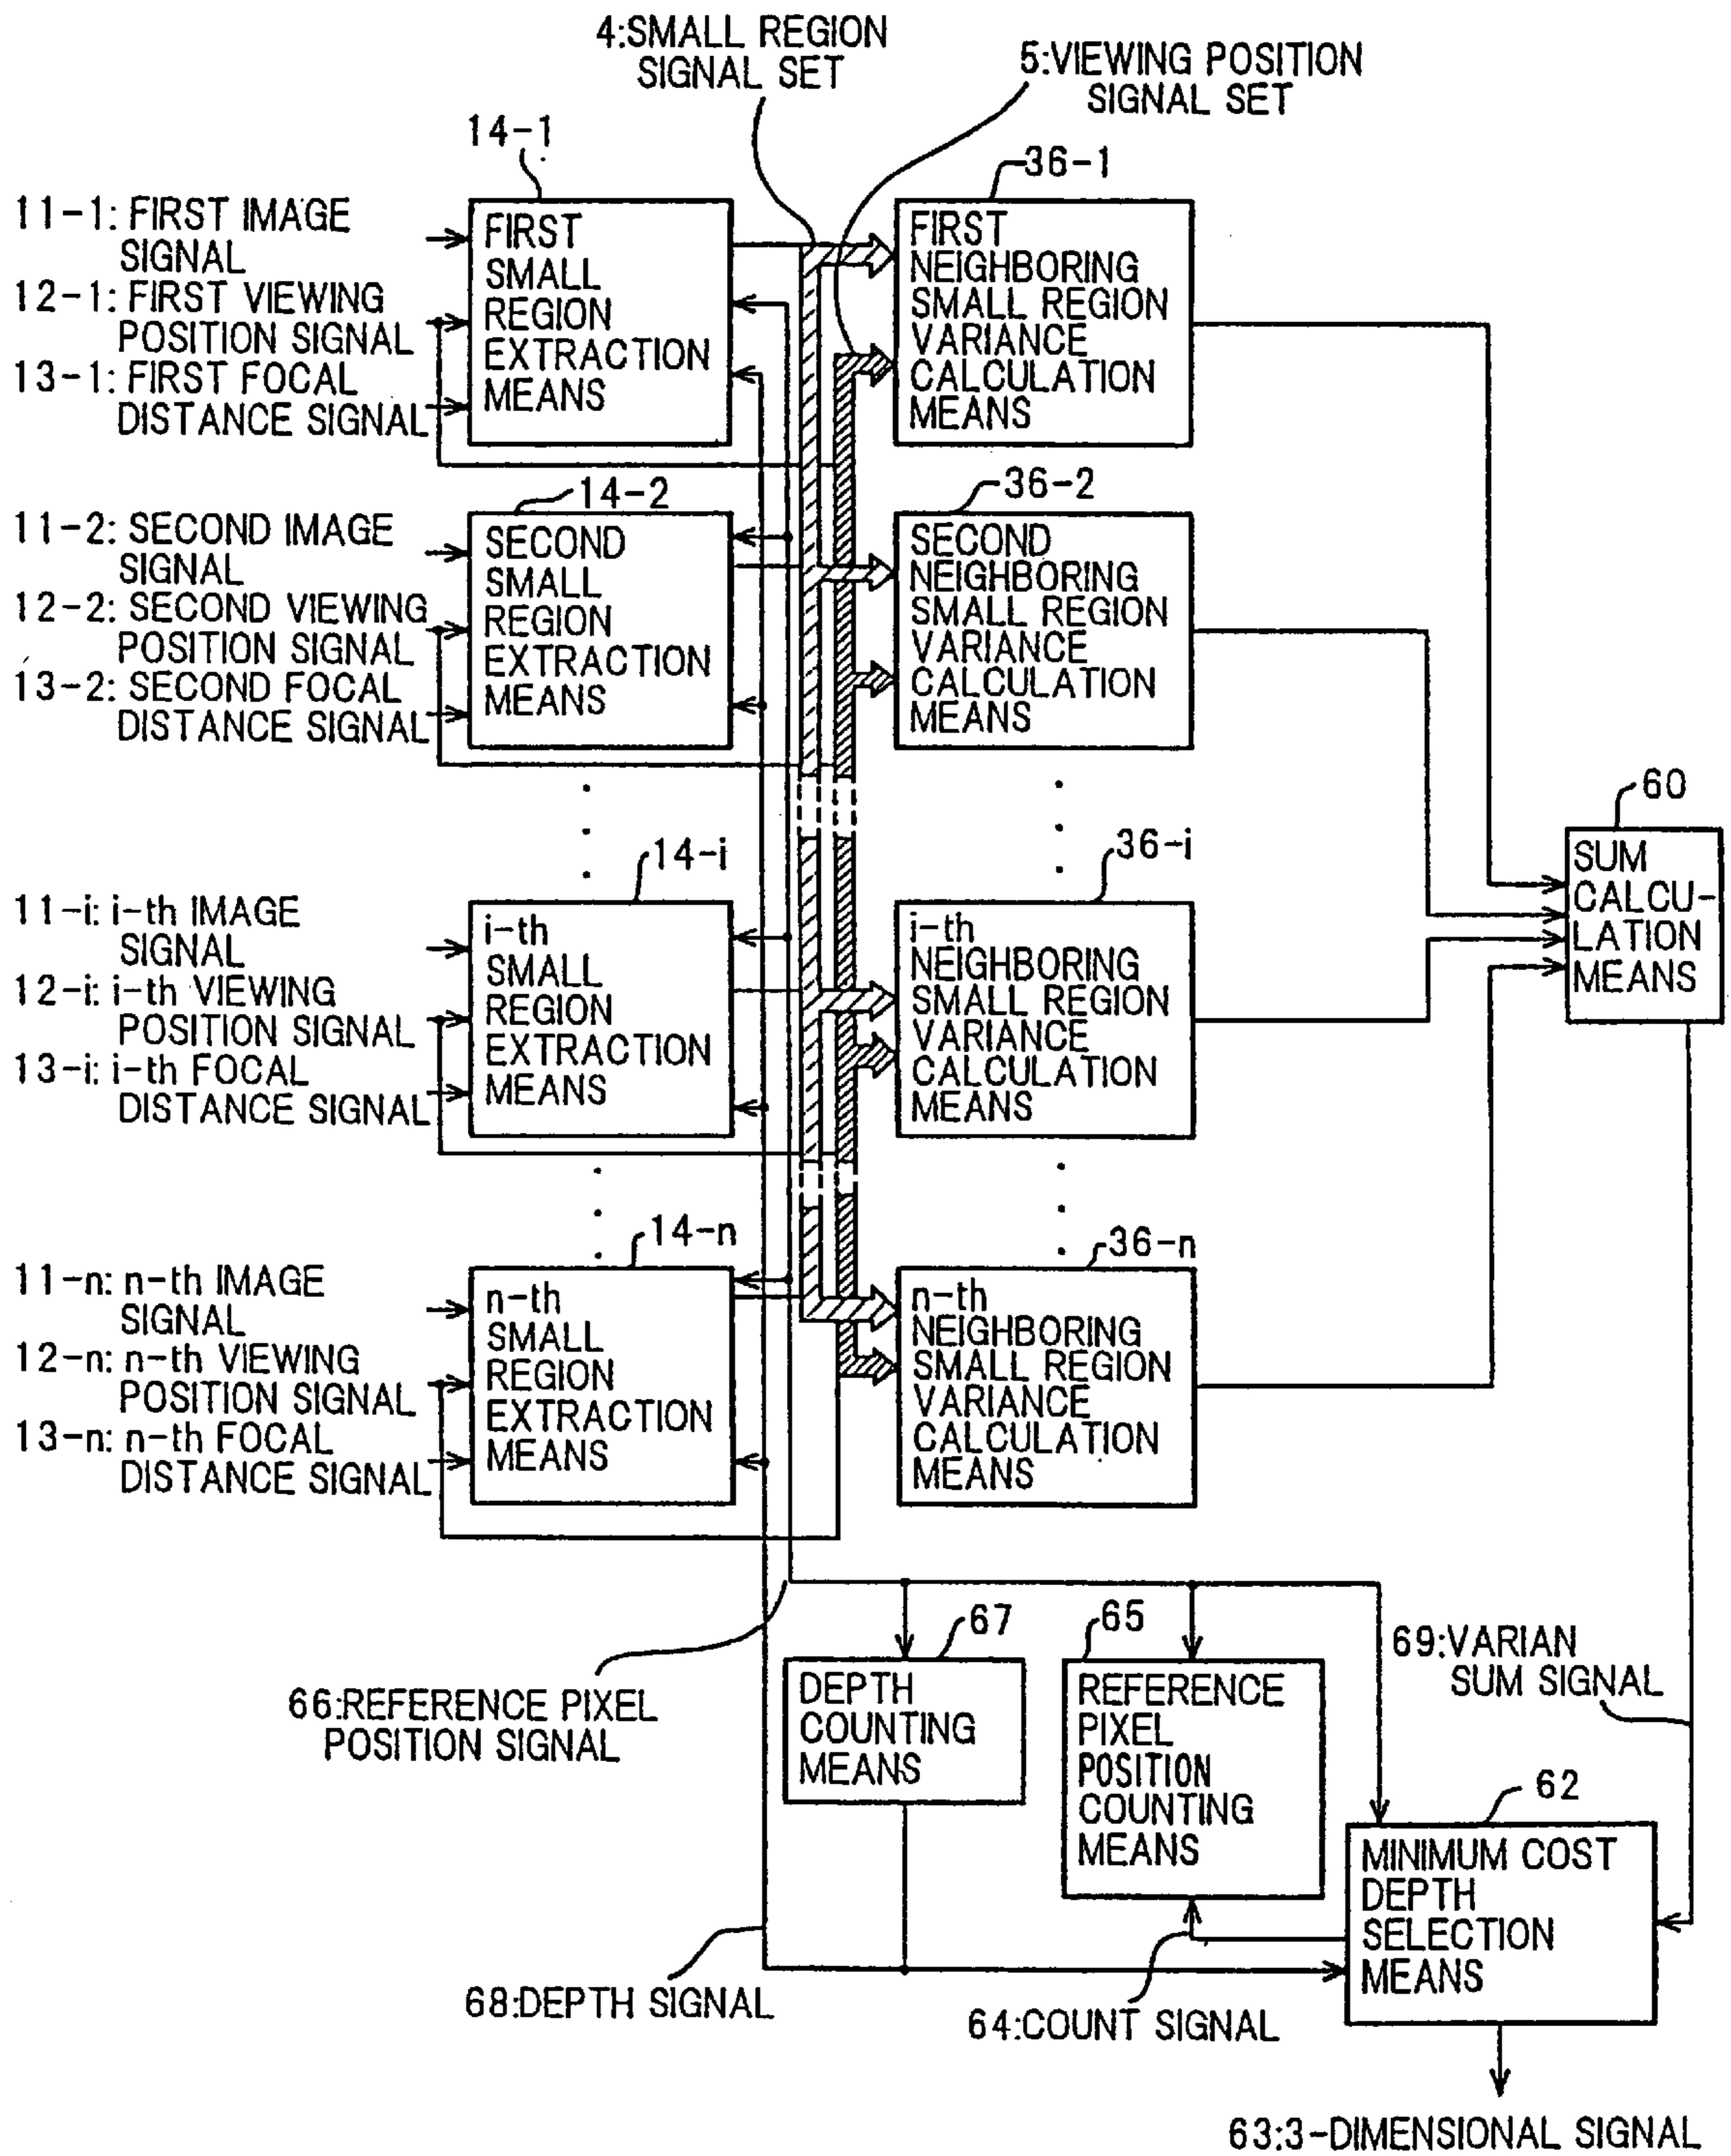 4:SMALL REGION
SIGNAL SET
5:VIEWING POSITION
SIGNAL SET
14-1
36-1
11-1: FIRST IMAGE
SIGNAL
12-1: FIRST VIEWING
POSITION SIGNAL
13-1: FIRST FOCAL
DISTANCE SIGNAL
FIRST
SMALL
REGION
EXTRACTION
MEANS
FIRST
NEIGHBORING
SMALL REGION
VARIANCE
CALCULATION
MEANS
14-2
36-2
11-2: SECOND IMAGE
SIGNAL
12-2: SECOND VIEWING
POSITION SIGNAL
13-2: SECOND FOCAL
DISTANCE SIGNAL
SECOND
SMALL
REGION
EXTRACTION
MEANS
SECOND
NEIGHBORING
SMALL REGION
VARIANCE
CALCULATION
MEANS
60
SUM
CALCU-
LATION
MEANS
14-i
36-i
11-i: i-th IMAGE
SIGNAL
12-i: i-th VIEWING
POSITION SIGNAL
13-i: i-th FOCAL
DISTANCE SIGNAL
i-th
SMALL
REGION
EXTRACTION
MEANS
i-th
NEIGHBORING
SMALL REGION
VARIANCE
CALCULATION
MEANS
14-n
36-n
11-n: n-th IMAGE
SIGNAL
12-n: n-th VIEWING
POSITION SIGNAL
13-n: n-th FOCAL
DISTANCE SIGNAL
n-th
SMALL
REGION
EXTRACTION
MEANS
n-th
NEIGHBORING
SMALL REGION
VARIANCE
CALCULATION
MEANS
66:REFERENCE PIXEL
POSITION SIGNAL
67
DEPTH
COUNTING
MEANS
65
REFERENCE
PIXEL
POSITION
COUNTING
MEANS
69:VARIAN
SUM SIGNAL
62
MINIMUM COST
DEPTH
SELECTION
MEANS
68:DEPTH SIGNAL
64:COUNT SIGNAL
63:3-DIMENSIONAL SIGNAL